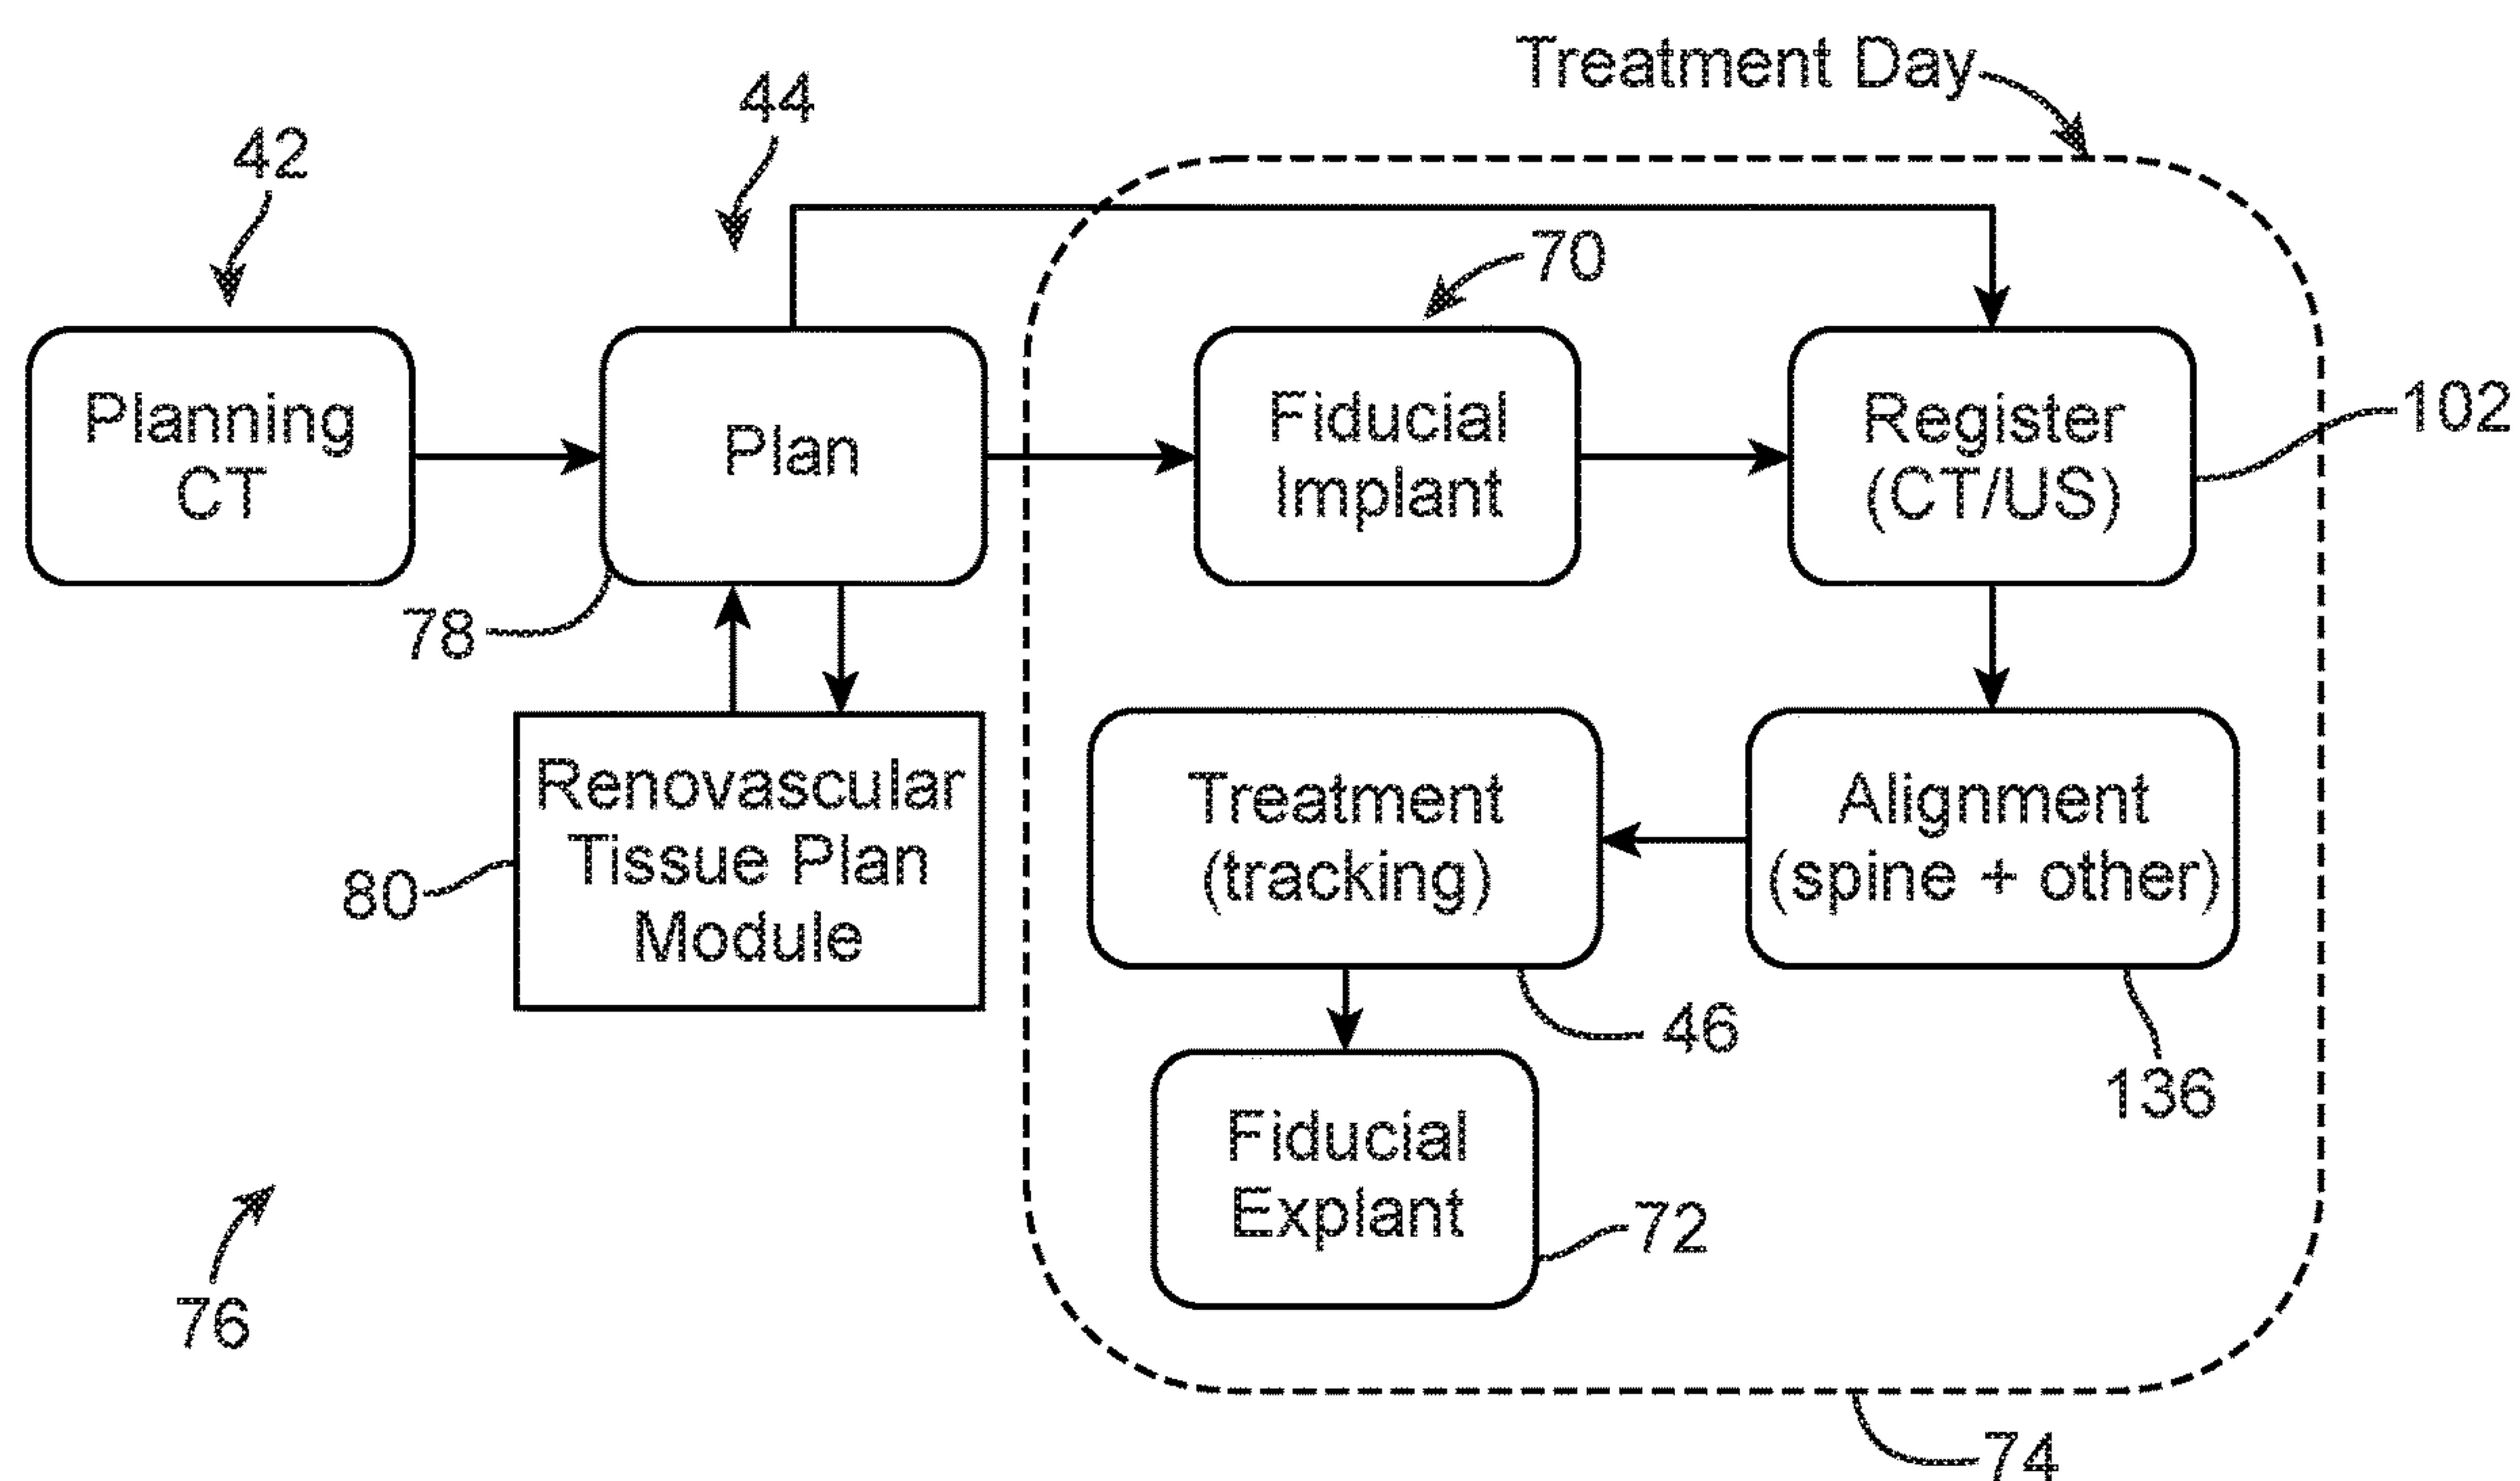 Treatment Day
44
42
70
Planning
CT
Plan
Fiducial
Implant
Register
(CT/US)
102
78
Renovascular
Tissue Plan
Module
80
Treatment
(tracking)
Alignment
(spine + other)
46
136
Fiducial
Explant
72
76
74